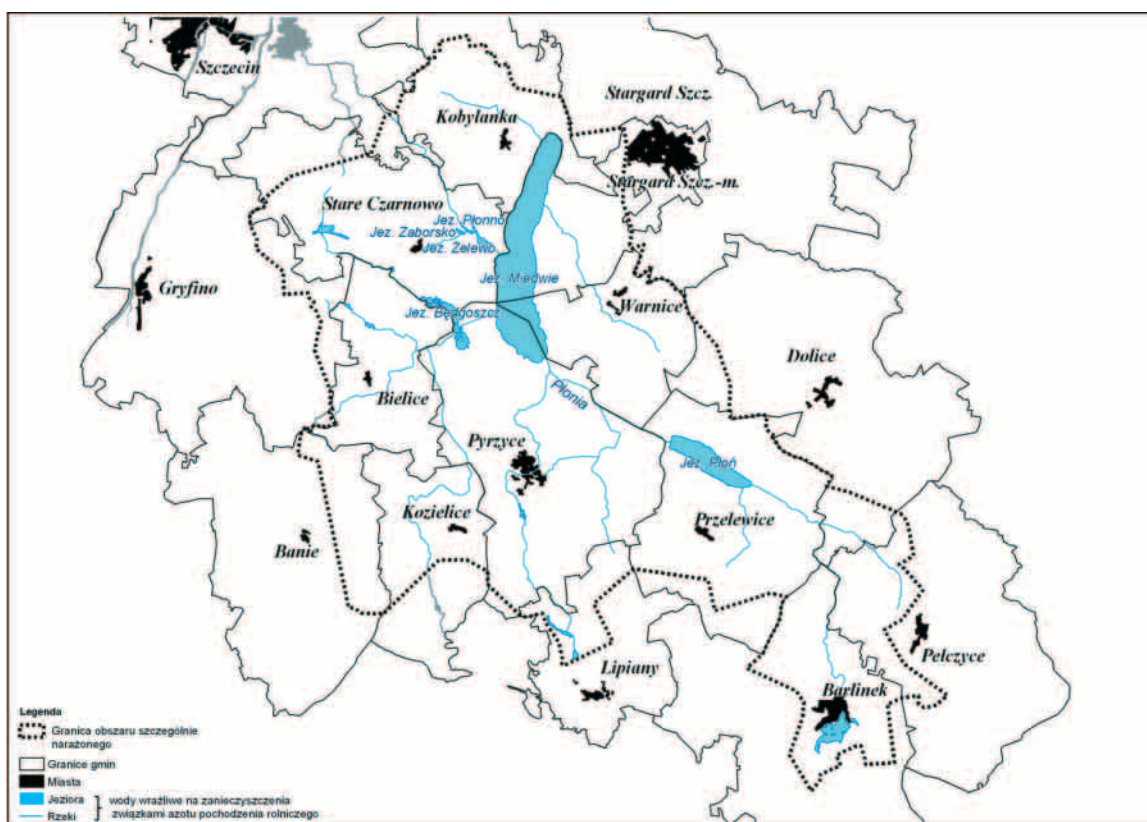 Szczecin
Stargard Szcz.
Kobylanka
Stargard Szcz.-m.
Stare Czarnowo
Jez. Płonno
Jez. Zaborsko
Jez. Żelewo
Jez. Miedwie
Gryfino
Warnice
Jez. Będgoszcz
Dolice
Bielice
Płonia
Pyrzyce
Jez. Płoń
Kozielice
Przelewice
Banie
Pełczyce
Lipiany
Barlinek
Legenda
Granica obszaru szczególnie
narażonego
Granice gmin
Miasta
Jeziora
Rzeki
wody wrażliwe na zanieczyszczenia
związkami azotu pochodzenia rolniczego